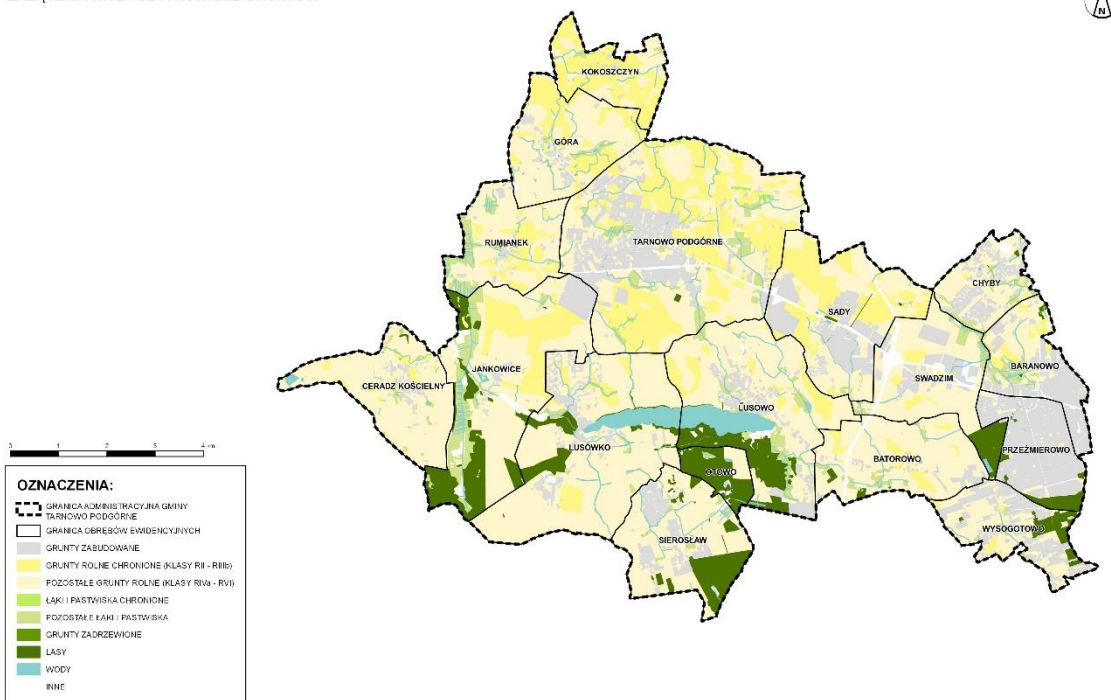 N
KOKOSZCZYN
GÓRA
RUMIANEK
TARNOWO PODGÓRNE
CHYBY
SADY
BARANOWO
SWADZIM
JANKOWICE
CERADZ KOŚCIELNY
LUSOWO
LUSÓWKO
BATOROWO
PRZEŹMIEROWO
WYSOGOTOWO
SIEROSŁAW
0 1 2 3 4 km
OZNACZENIA:
GRANICA ADMINISTRACYJNA GMINY
TARNOWO PODGÓRNE
GRANICA OBRĘBÓW EWIDENCYJNYCH
GRUNTY ZABUDOWANE
GRUNTY ROLNE CHRONIONE (KLASY RII - RIIIb)
POZOSTAŁE GRUNTY ROLNE (KLASY RIVa - RVI)
ŁĄKI I PASTWISKA CHRONIONE
POZOSTAŁE ŁĄKI I PASTWISKA
GRUNTY ZADRZEWIONE
LASY
WODY
INNE